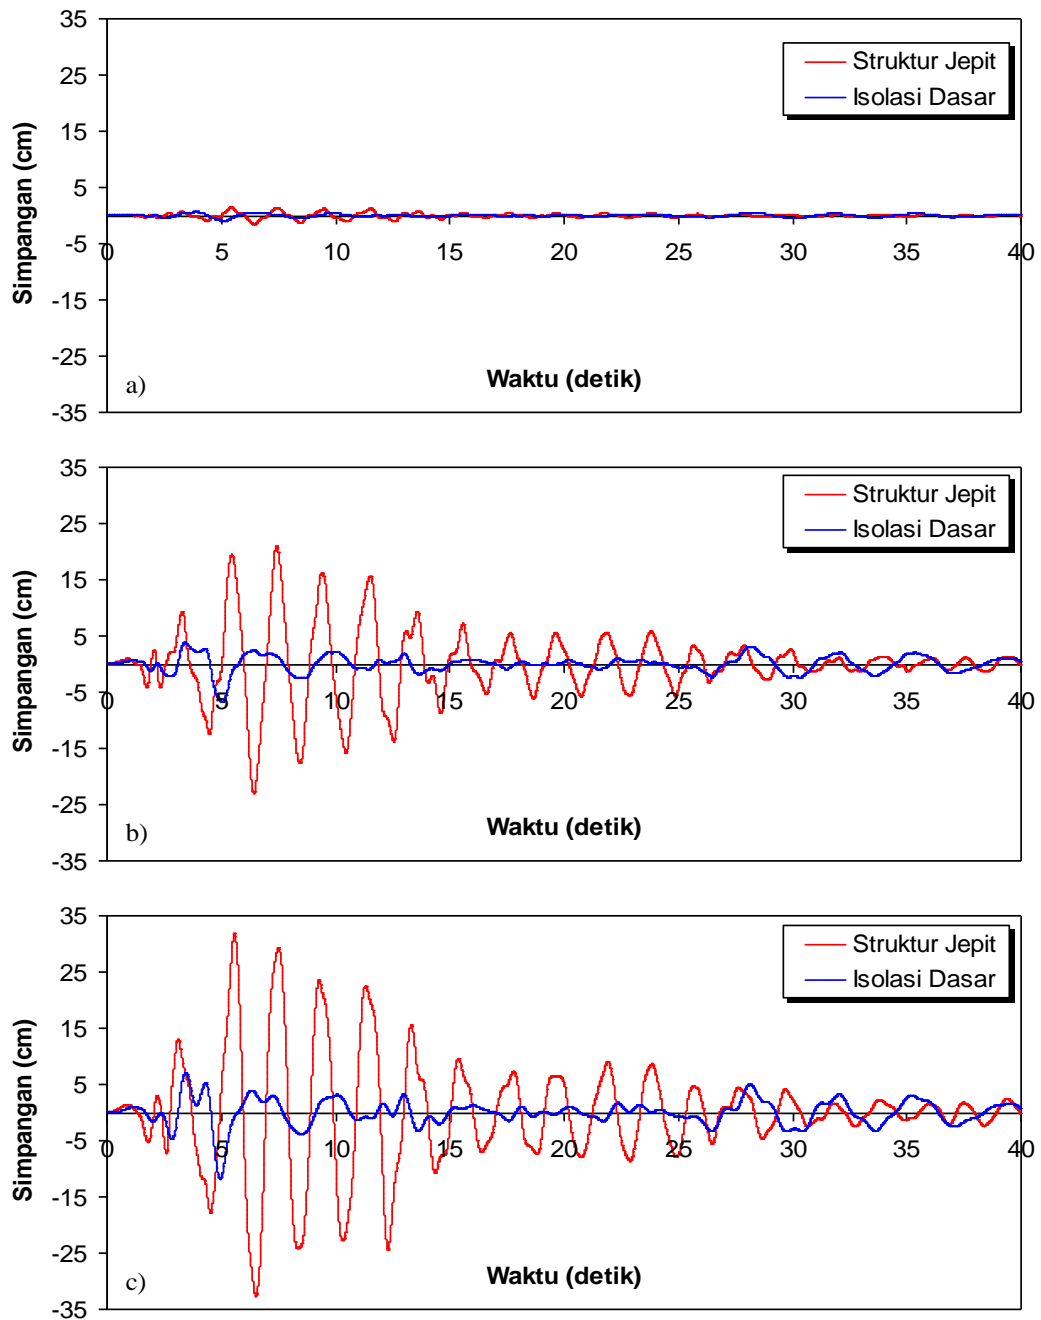 35
25
15
5
-5
-15
-25
-35
Simpangan (cm)
Struktur Jepit
Isolasi Dasar
0 5 10 15 20 25 30 35 40
Waktu (detik)
a)
35
25
15
5
-5
-15
-25
-35
Simpangan (cm)
Struktur Jepit
Isolasi Dasar
0 5 10 15 20 25 30 35 40
Waktu (detik)
b)
35
25
15
5
-5
-15
-25
-35
Simpangan (cm)
Struktur Jepit
Isolasi Dasar
0 5 10 15 20 25 30 35 40
Waktu (detik)
c)